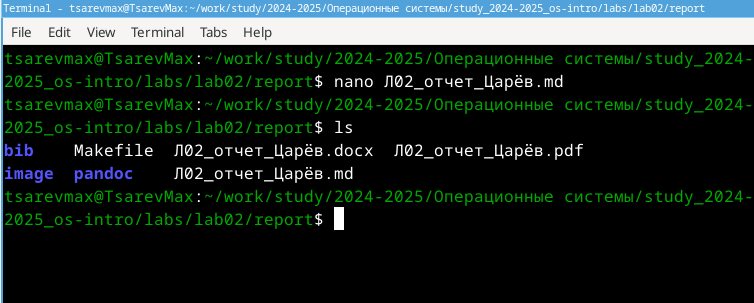 Terminal - tsarevmax@TsarevMax:~/work/study/2024-2025/Операционные системы/study_2024-2025_os-intro/labs/lab02/report
File Edit View Terminal Tabs Help
tsarevmax@TsarevMax:~/work/study/2024-2025/Операционные системы/study_2024-
2025_os-intro/labs/lab02/report$ nano Л02_отчет_Царёв.md
tsarevmax@TsarevMax:~/work/study/2024-2025/Операционные системы/study_2024-
2025_os-intro/labs/lab02/report$ ls
bib Makefile Л02_отчет_Царёв.docx Л02_отчет_Царёв.pdf
image pandoc Л02_отчет_Царёв.md
tsarevmax@TsarevMax:~/work/study/2024-2025/Операционные системы/study_2024-
2025_os-intro/labs/lab02/report$